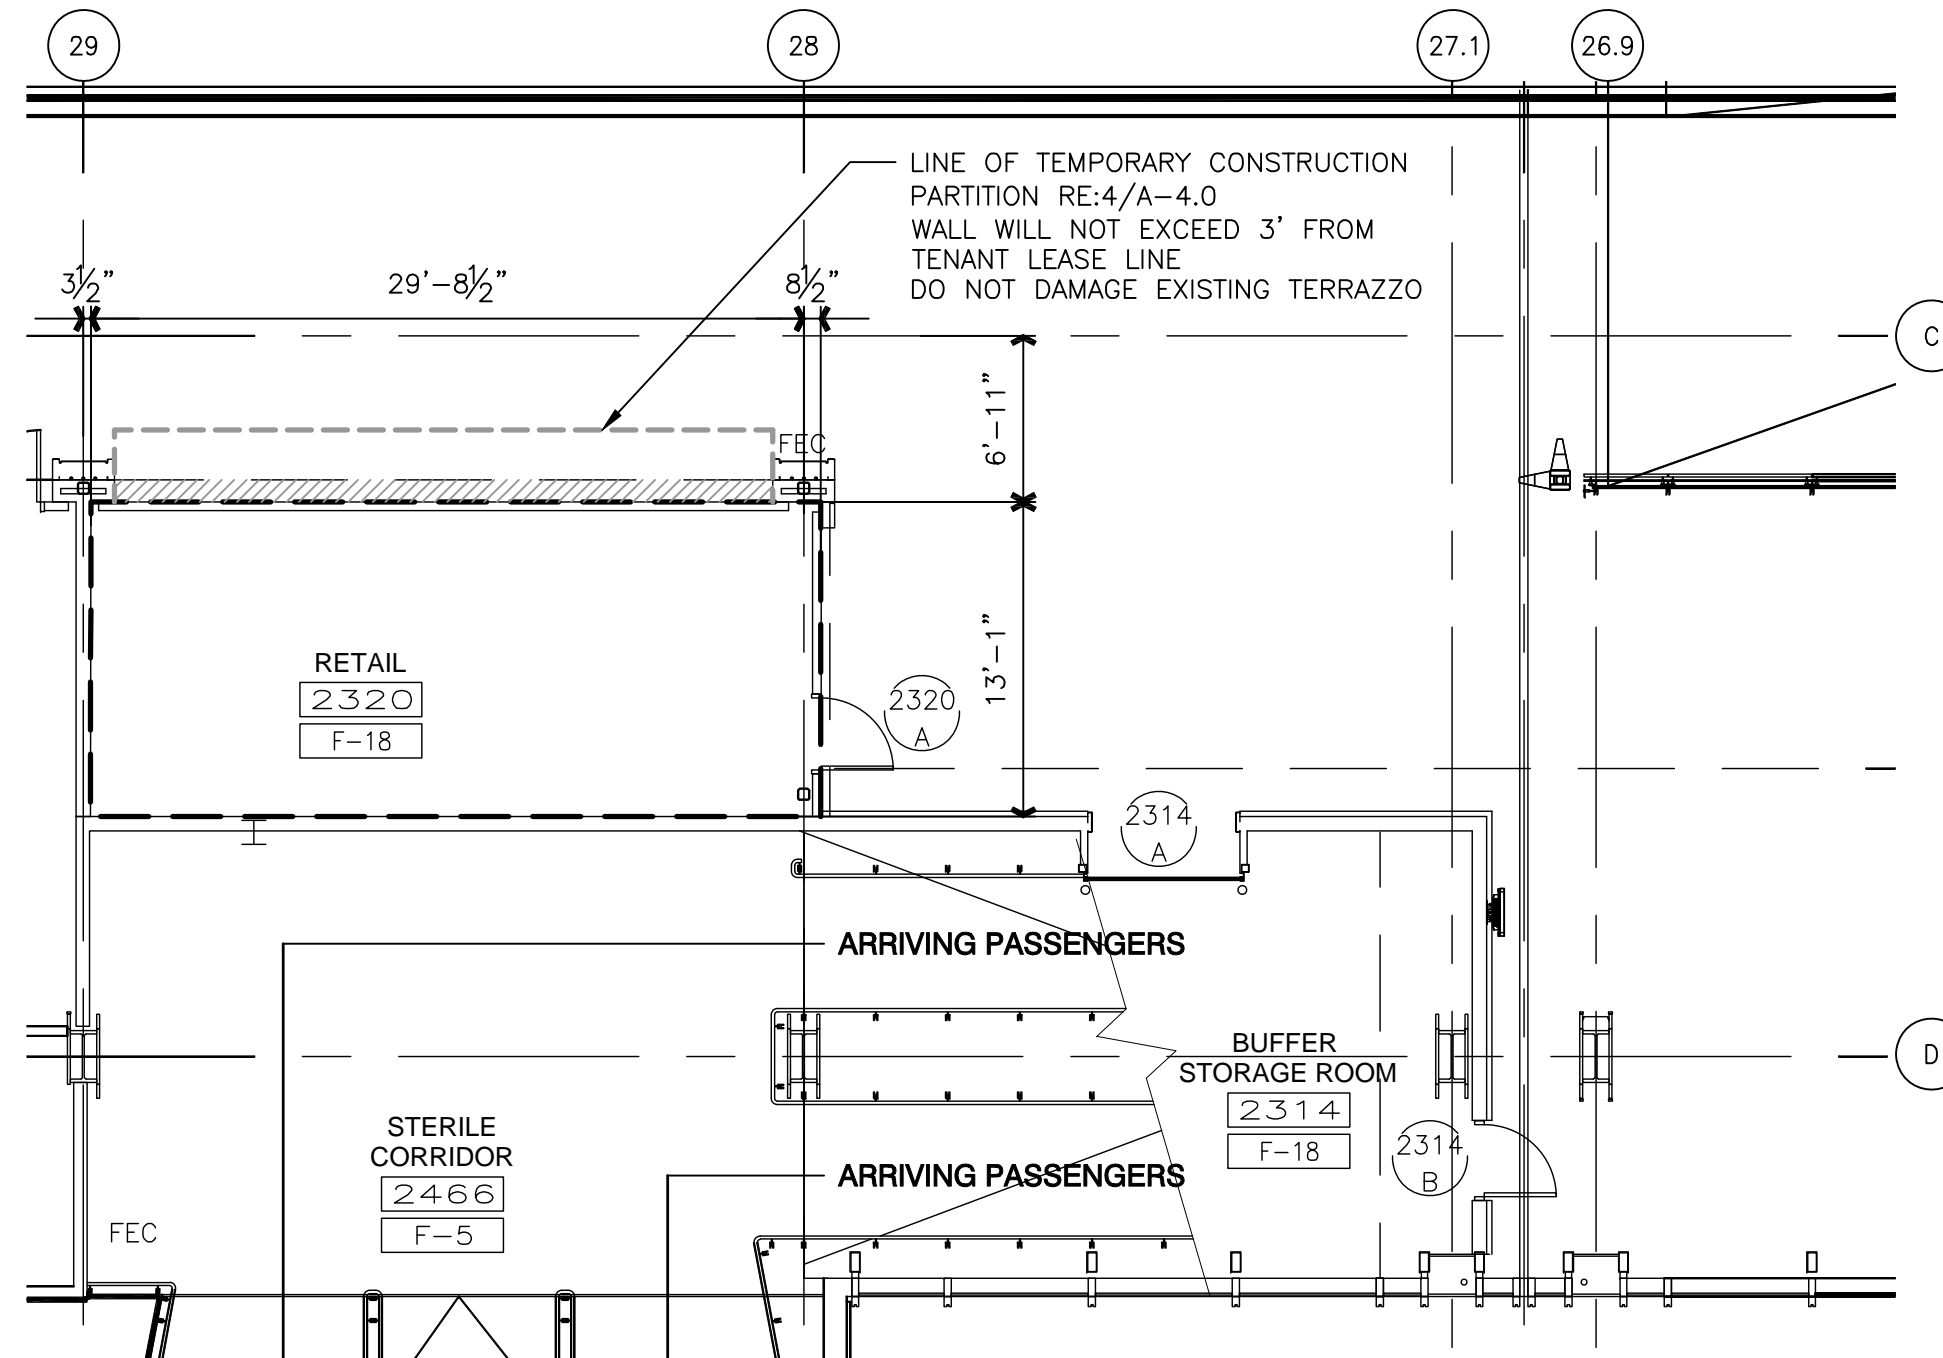 29
28
27.1
26.9
LINE OF TEMPORARY CONSTRUCTION
PARTITION RE:4/A-4.0
WALL WILL NOT EXCEED 3' FROM
TENANT LEASE LINE
DO NOT DAMAGE EXISTING TERRAZZO
3½"
29'-8½"
8½"
C
6'-11"
FEC
13'-1"
RETAIL
2320
F-18
2320
A
2314
A
ARRIVING PASSENGERS
BUFFER
STORAGE ROOM
2314
F-18
D
STERILE
CORRIDOR
2466
F-5
ARRIVING PASSENGERS
2314
B
FEC